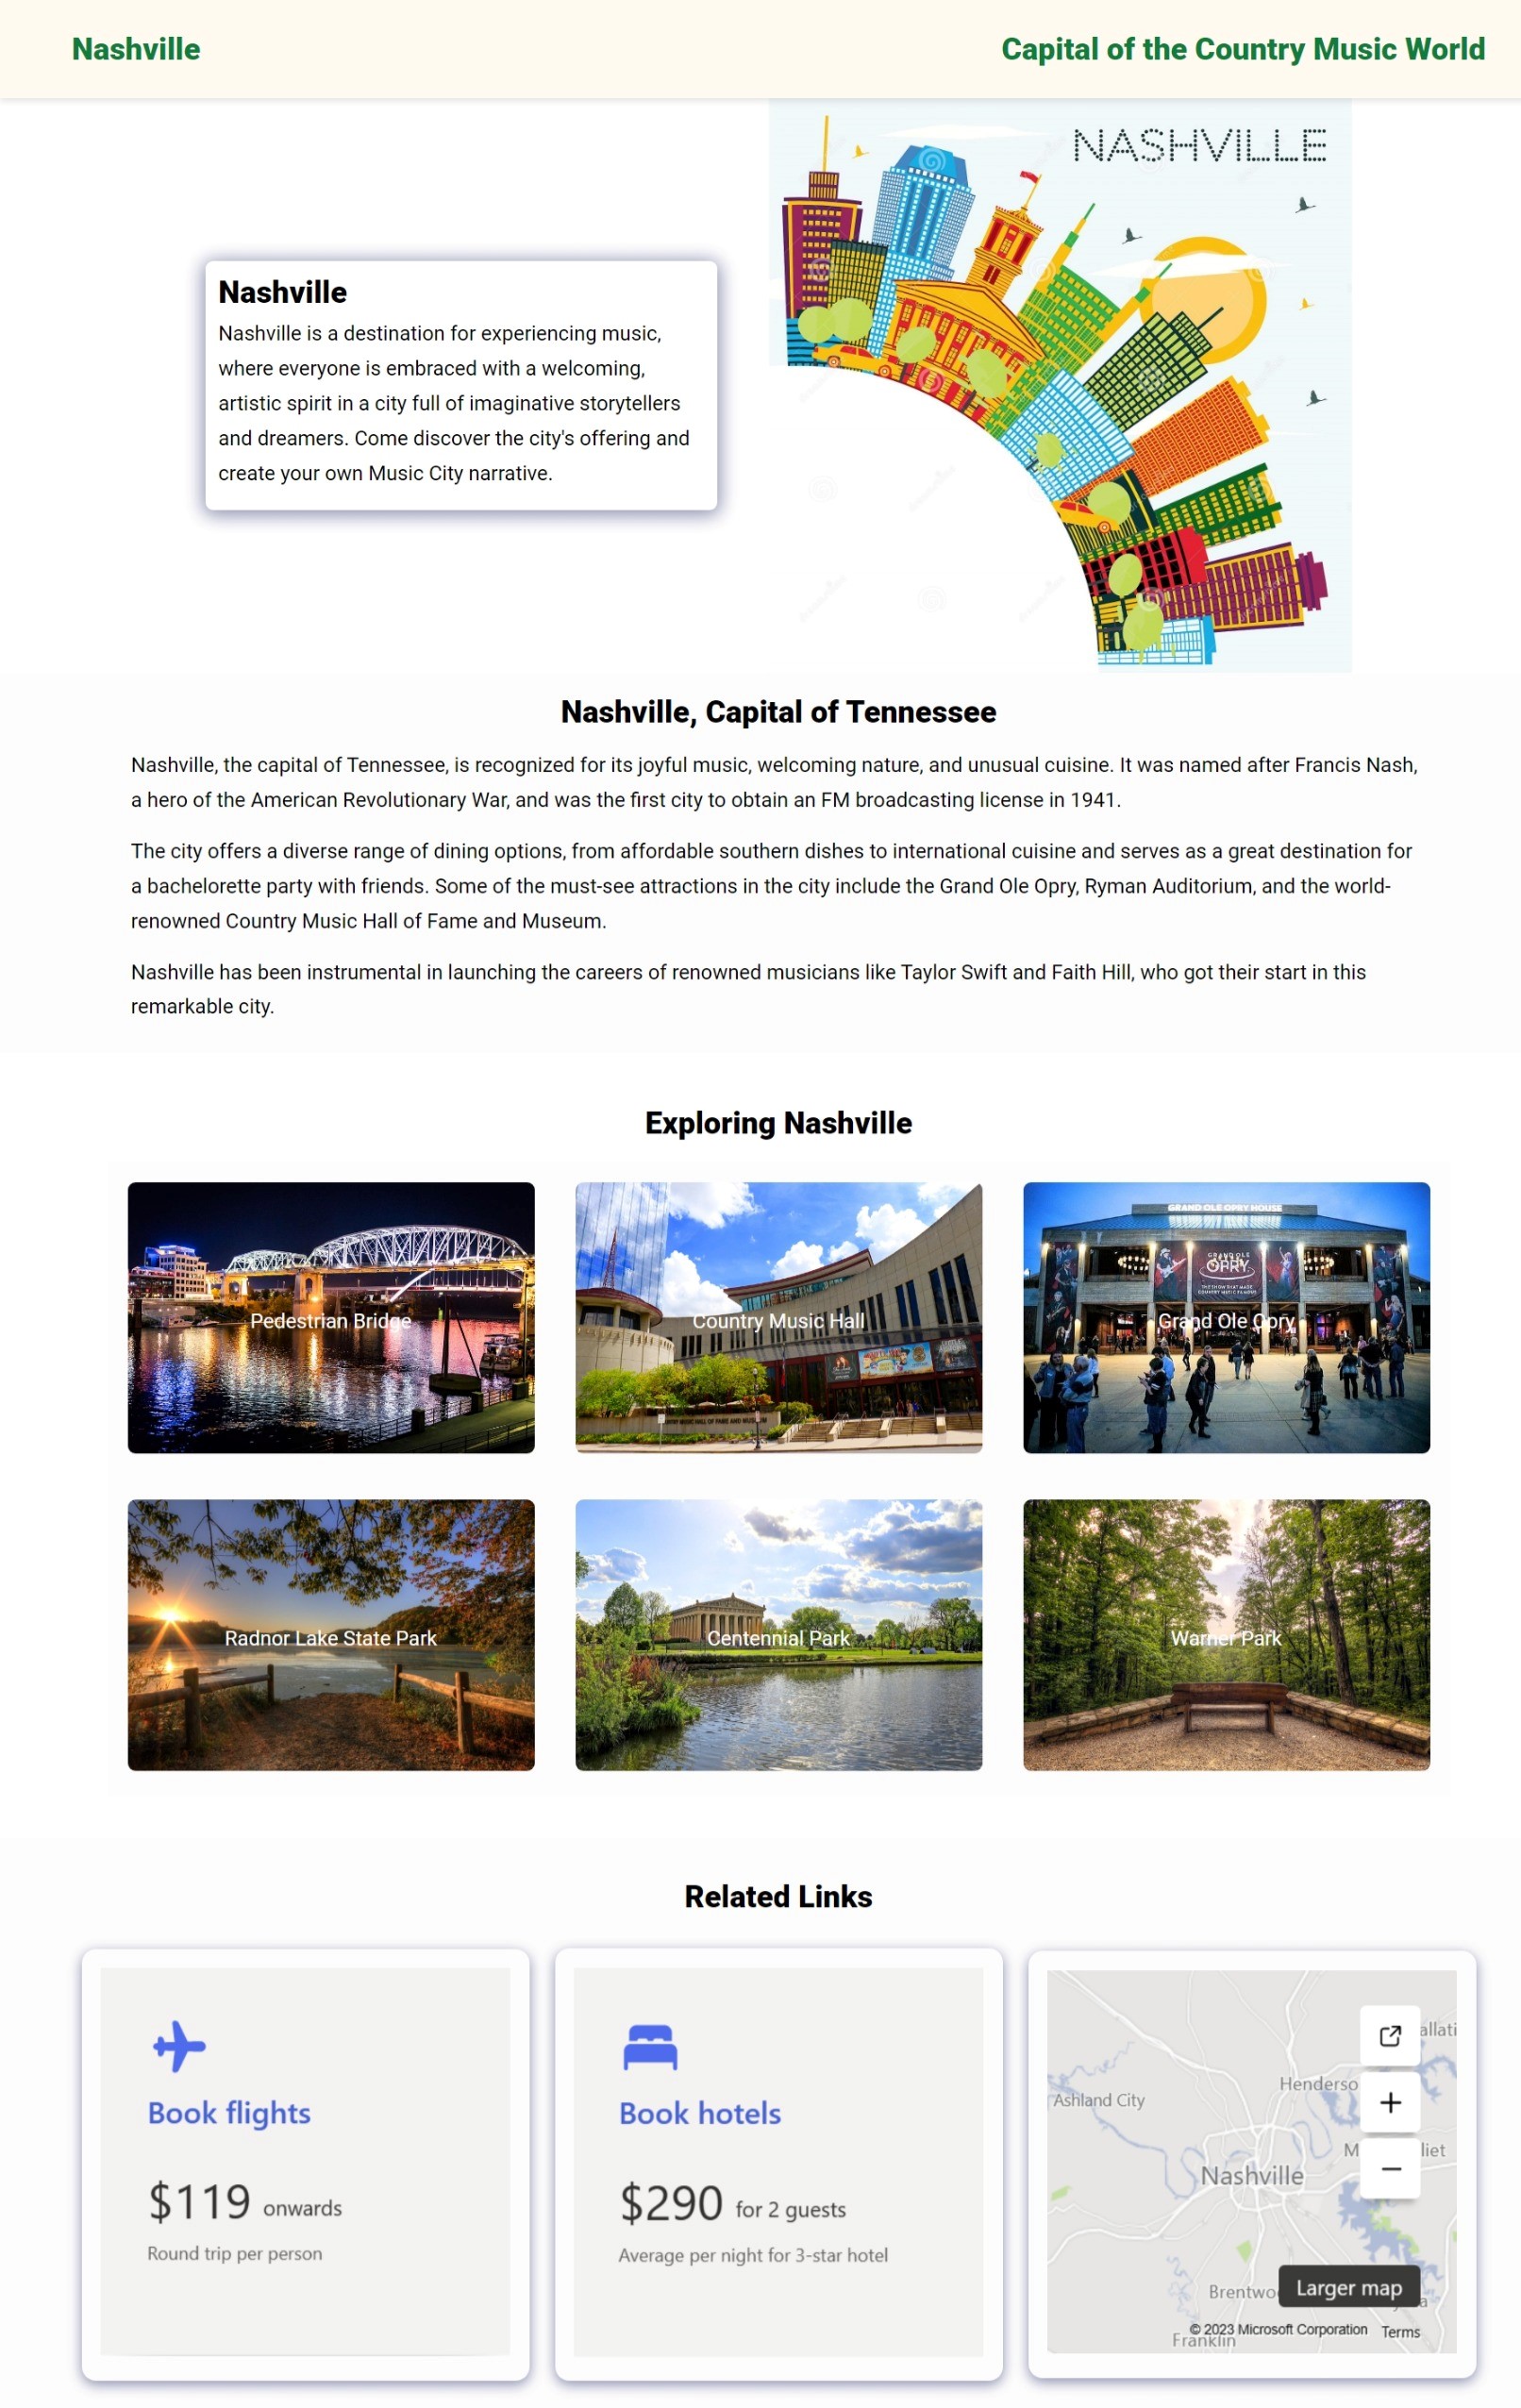 Nashville
Capital of the Country Music World
NASHVILLE
Nashville
Nashville is a destination for experiencing music,
where everyone is embraced with a welcoming,
artistic spirit in a city full of imaginative storytellers
and dreamers. Come discover the city's offering and
create your own Music City narrative.
Nashville, Capital of Tennessee
Nashville, the capital of Tennessee, is recognized for its joyful music, welcoming nature, and unusual cuisine. It was named after Francis Nash,
a hero of the American Revolutionary War, and was the first city to obtain an FM broadcasting license in 1941.
The city offers a diverse range of dining options, from affordable southern dishes to international cuisine and serves as a great destination for
a bachelorette party with friends. Some of the must-see attractions in the city include the Grand Ole Opry, Ryman Auditorium, and the world-
renowned Country Music Hall of Fame and Museum.
Nashville has been instrumental in launching the careers of renowned musicians like Taylor Swift and Faith Hill, who got their start in this
remarkable city.
Exploring Nashville
Pedestrian Bridge
Country Music Hall
GRAND OLE OPRY HOUSE
GRAND OLE
OPRY
Grand Ole Opry
Radnor Lake State Park
Centennial Park
Warner Park
Related Links
Book flights
$119 onwards
Round trip per person
Book hotels
$290 for 2 guests
Average per night for 3-star hotel
allati
Henderso
Ashland City
M liet
Nashville
Brentwo
Larger map
Franklin
© 2023 Microsoft Corporation Terms